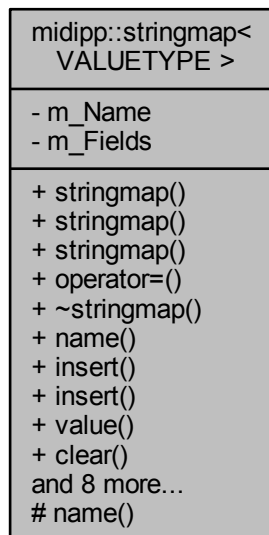 midipp::stringmap<
VALUETYPE >
- m_Name
- m_Fields
+ stringmap()
+ stringmap()
+ stringmap()
+ operator=()
+ ~stringmap()
+ name()
+ insert()
+ insert()
+ value()
+ clear()
and 8 more...
# name()